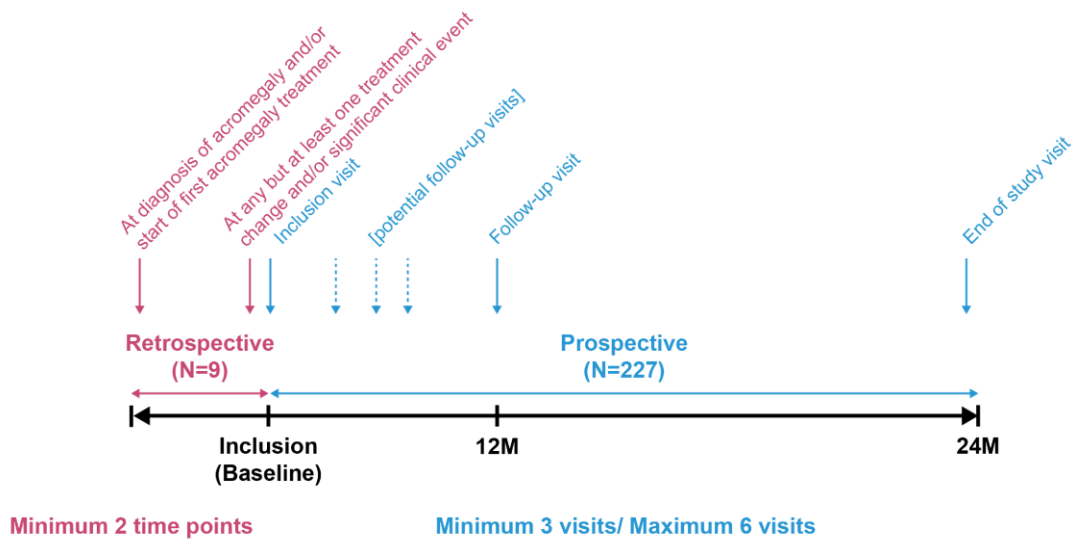 At diagnosis of acromegaly and/or
start of first acromegaly treatment
At any but at least one treatment
change and/or significant clinical event
Inclusion visit
[potential follow-up visits]
Follow-up visit
End of study visit
Retrospective
(N=9)
Prospective
(N=227)
Inclusion
(Baseline)
12M
24M
Minimum 2 time points
Minimum 3 visits/ Maximum 6 visits